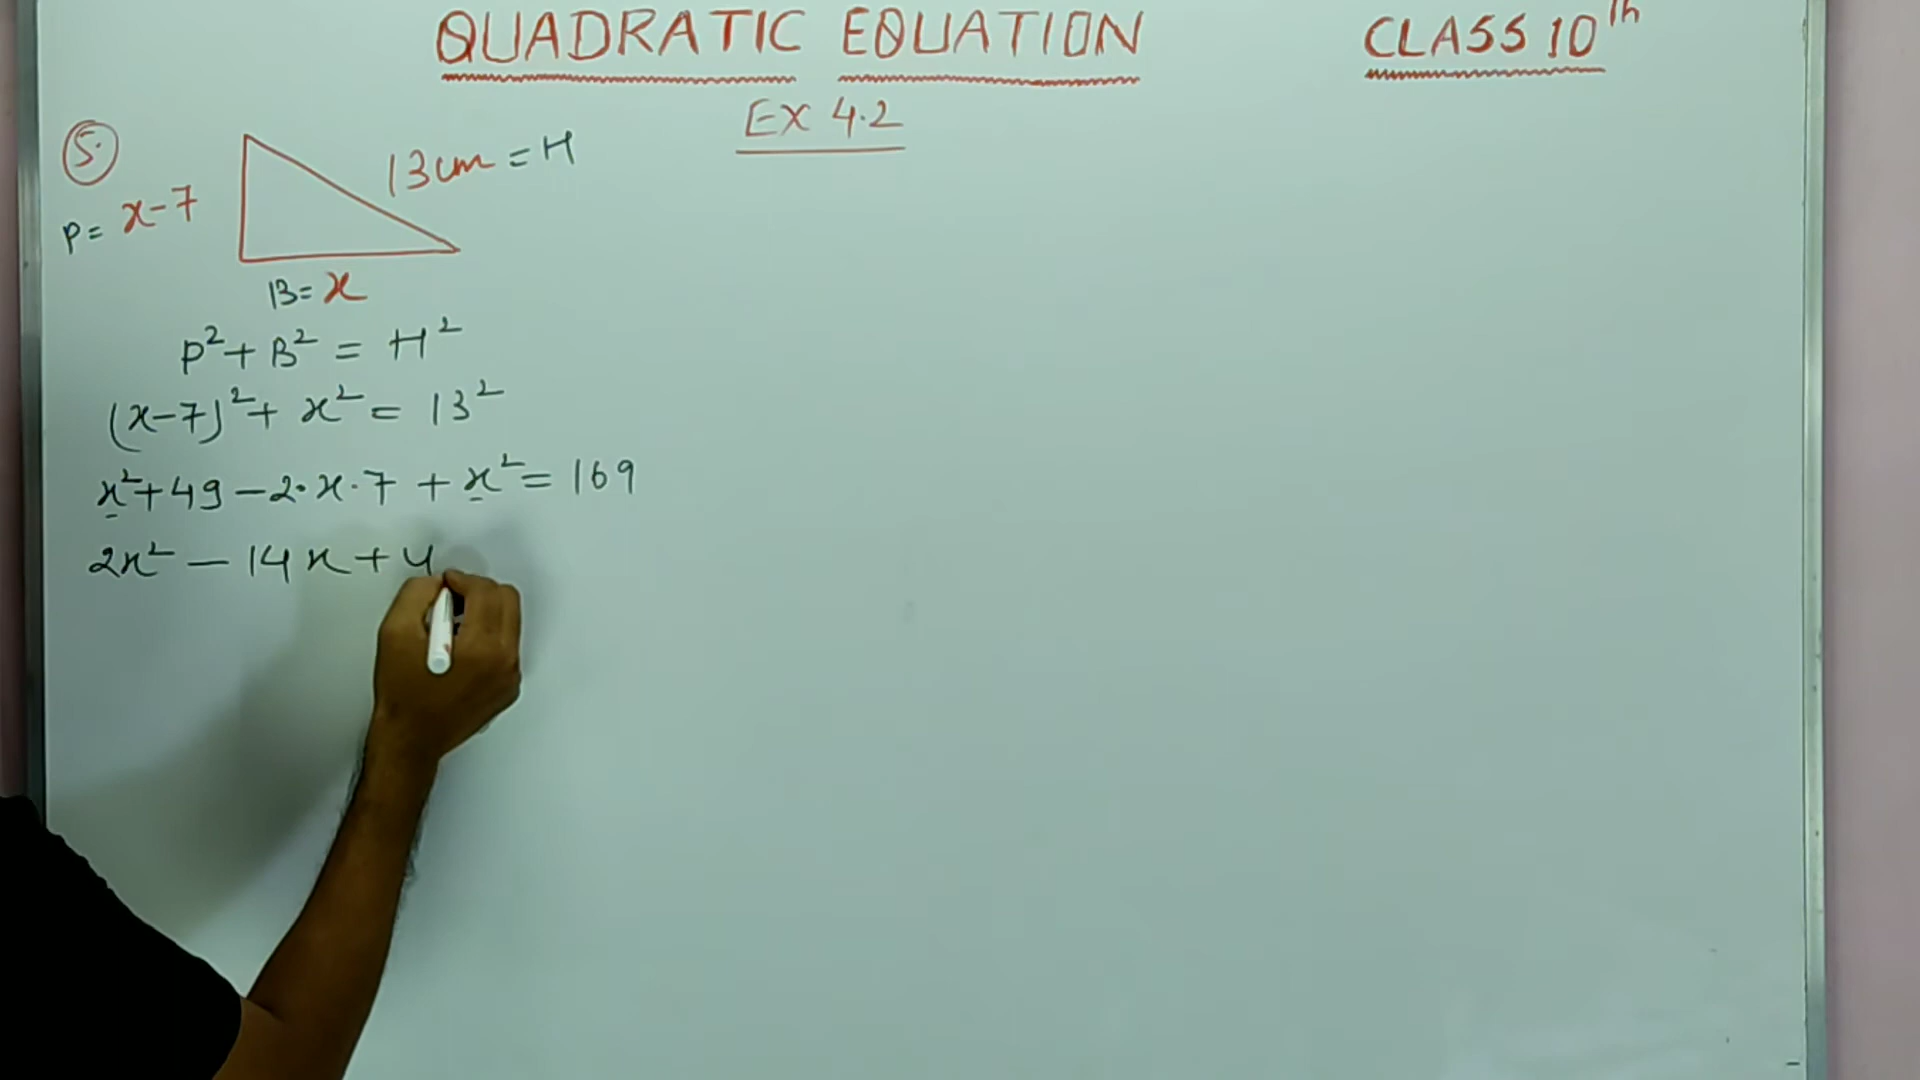 QUADRATIC EQUATION
CLASS 10th
EX 4.2
5.
13cm = H
P = x-7
B = x
P² + B² = H²
(x-7)² + x² = 13²
x² + 49 - 2·x·7 + x² = 169
2x² - 14x + 4